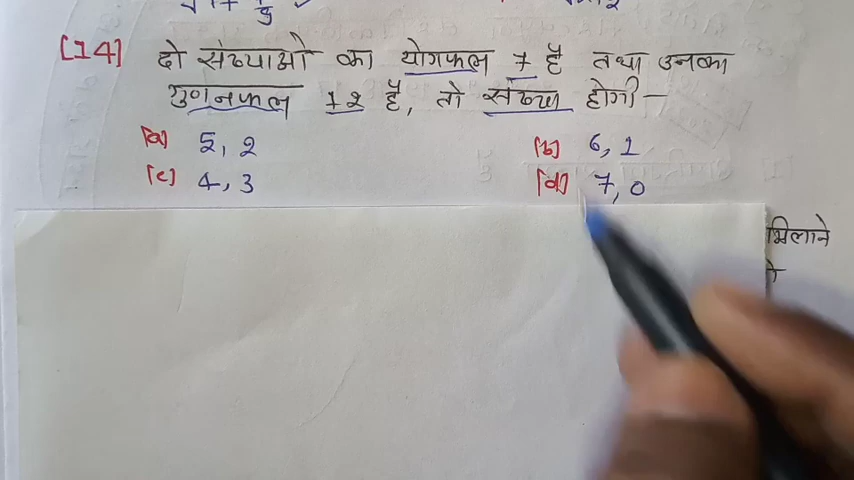 [14] दो संख्याओं का योगफल 7 है तथा उनका
गुणनफल 12 है, तो संख्या होगी —
[a] 5, 2
[b] 6, 1
[c] 4, 3
[d] 7, 0
मिलाने